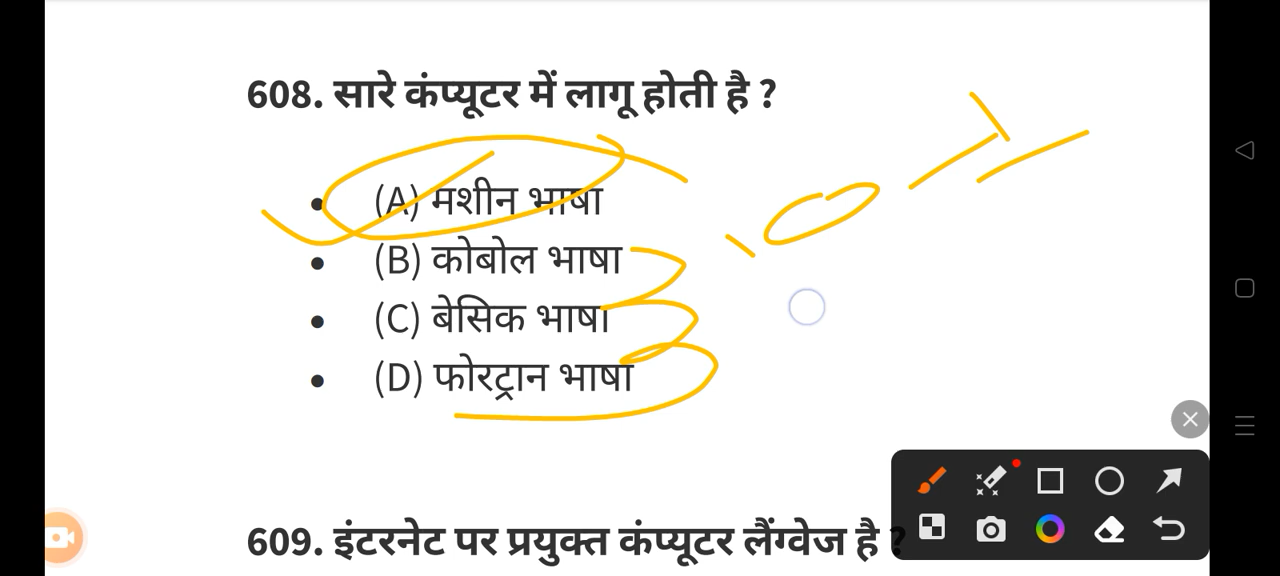 608. सारे कंप्यूटर में लागू होती है ?
(A) मशीन भाषा
(B) कोबोल भाषा
(C) बेसिक भाषा
(D) फोरट्रान भाषा
609. इंटरनेट पर प्रयुक्त कंप्यूटर लैंग्वेज है ?